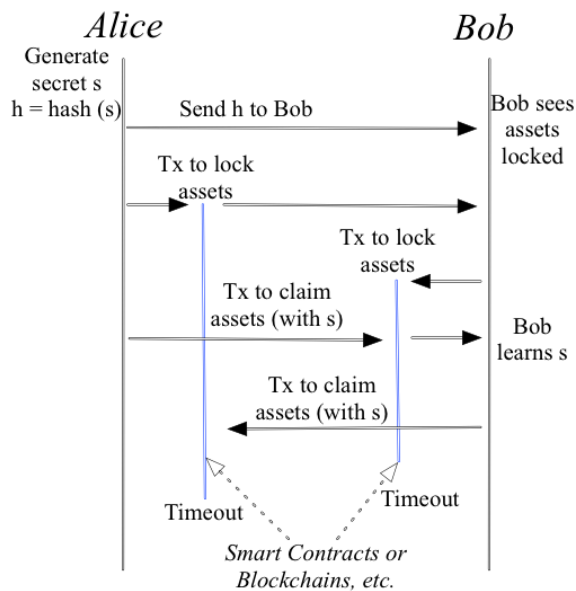 Alice
Bob
Generate
secret s
h = hash (s)
Send h to Bob
Bob sees
assets
locked
Tx to lock
assets
Tx to lock
assets
Tx to claim
assets (with s)
Bob
learns s
Tx to claim
assets (with s)
Timeout
Timeout
Smart Contracts or
Blockchains, etc.